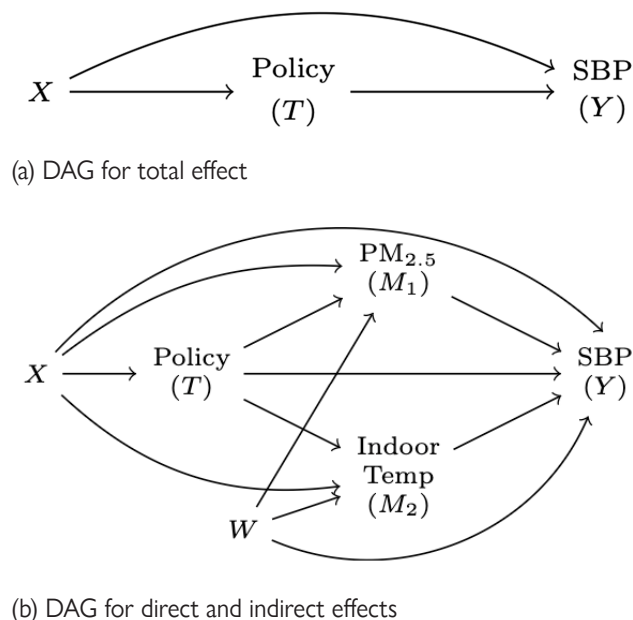 Policy
(T)
X
SBP
(Y)
(a) DAG for total effect
PM2.5
(M1)
Policy
(T)
X
SBP
(Y)
Indoor
Temp
(M2)
W
(b) DAG for direct and indirect effects